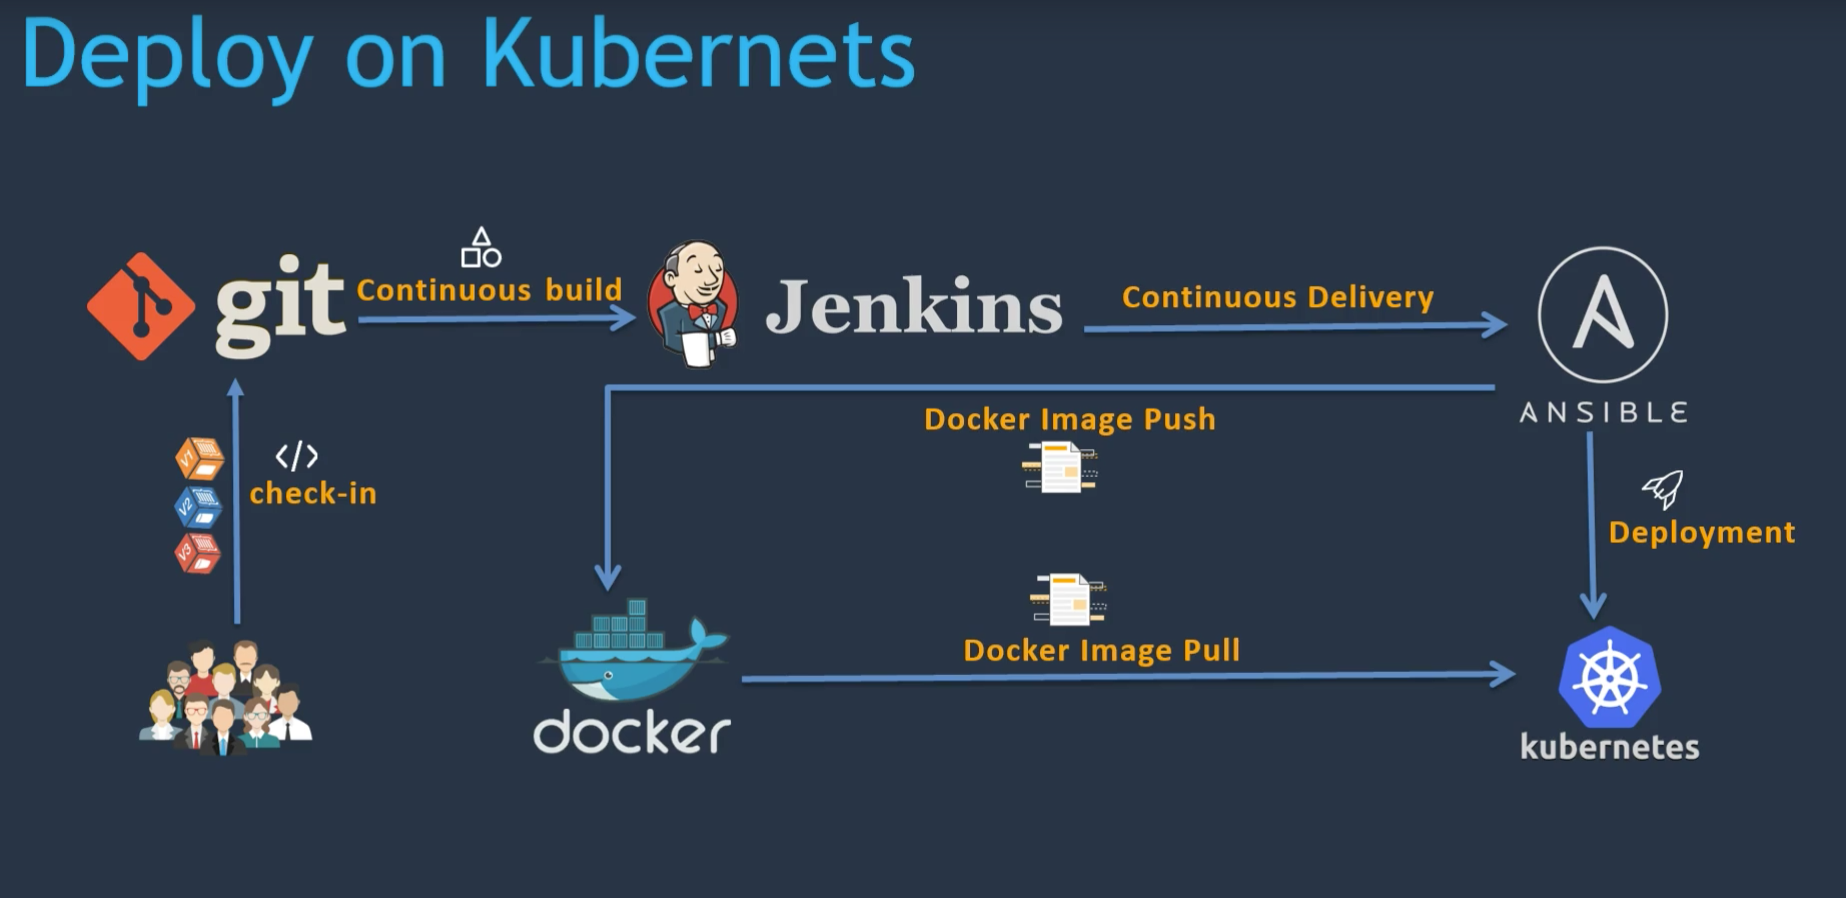 Deploy on Kubernets
git
Continuous build
Jenkins
Continuous Delivery
ANSIBLE
Docker Image Push
V1
V2
V3
</>
check-in
Deployment
Docker Image Pull
docker
kubernetes